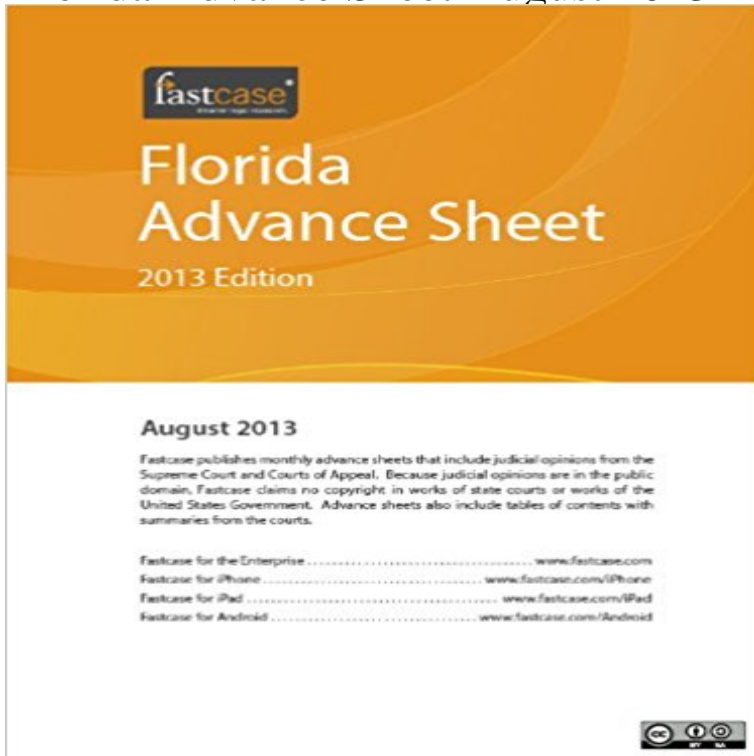 fastcase
Florida
Advance Sheet
2013 Edition
August 2013
Fastcase publishes monthly advance sheets that include judicial opinions from the
Supreme Court and Courts of Appeal. Because judicial opinions are in the public
domain, Fastcase claims no copyright in works of state courts or works of the
United States Government. Advance sheets also include tables of contents with
summaries from the courts.
Fastcase for the Enterprise . . . . . . . . . . . . . . . . . . . . . . . . . . . . . . . . . . . www.fastcase.com
Fastcase for iPhone . . . . . . . . . . . . . . . . . . . . . . . . . . . . . . . . . . . www.fastcase.com/iPhone
Fastcase for iPad . . . . . . . . . . . . . . . . . . . . . . . . . . . . . . . . . . . www.fastcase.com/iPad
Fastcase for Android . . . . . . . . . . . . . . . . . . . . . . . . . . . . . . . . . . . www.fastcase.com/Android
cc
BY NA